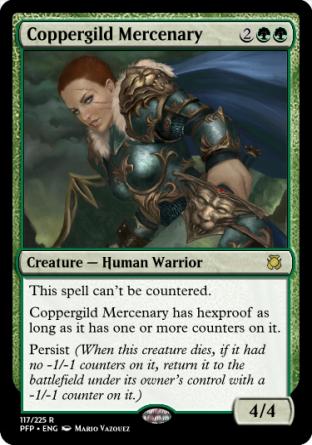 Coppergild Mercenary 2
Creature — Human Warrior
This spell can't be countered.
Coppergild Mercenary has hexproof as
long as it has one or more counters on it.
Persist (When this creature dies, if it had
no -1/-1 counters on it, return it to the
battlefield under its owner's control with a
-1/-1 counter on it.)
4/4
117/225 R
PFP • ENG Mario Vazquez